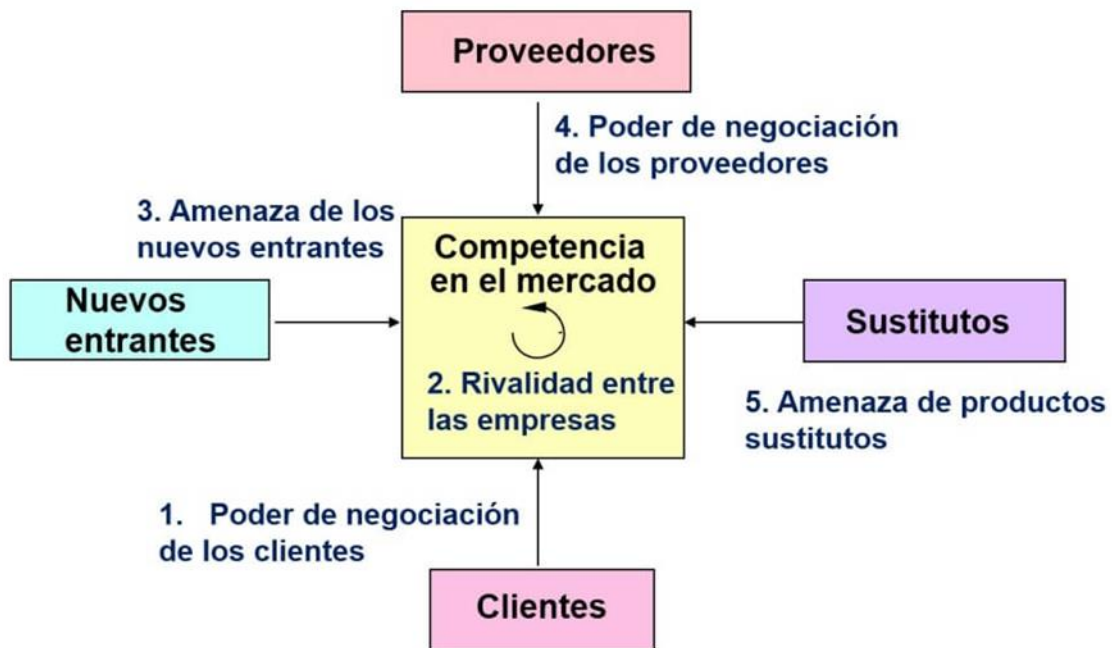 Proveedores
4. Poder de negociación
de los proveedores
3. Amenaza de los
nuevos entrantes
Competencia
en el mercado
Nuevos
entrantes
Sustitutos
2. Rivalidad entre
las empresas
5. Amenaza de productos
sustitutos
1. Poder de negociación
de los clientes
Clientes